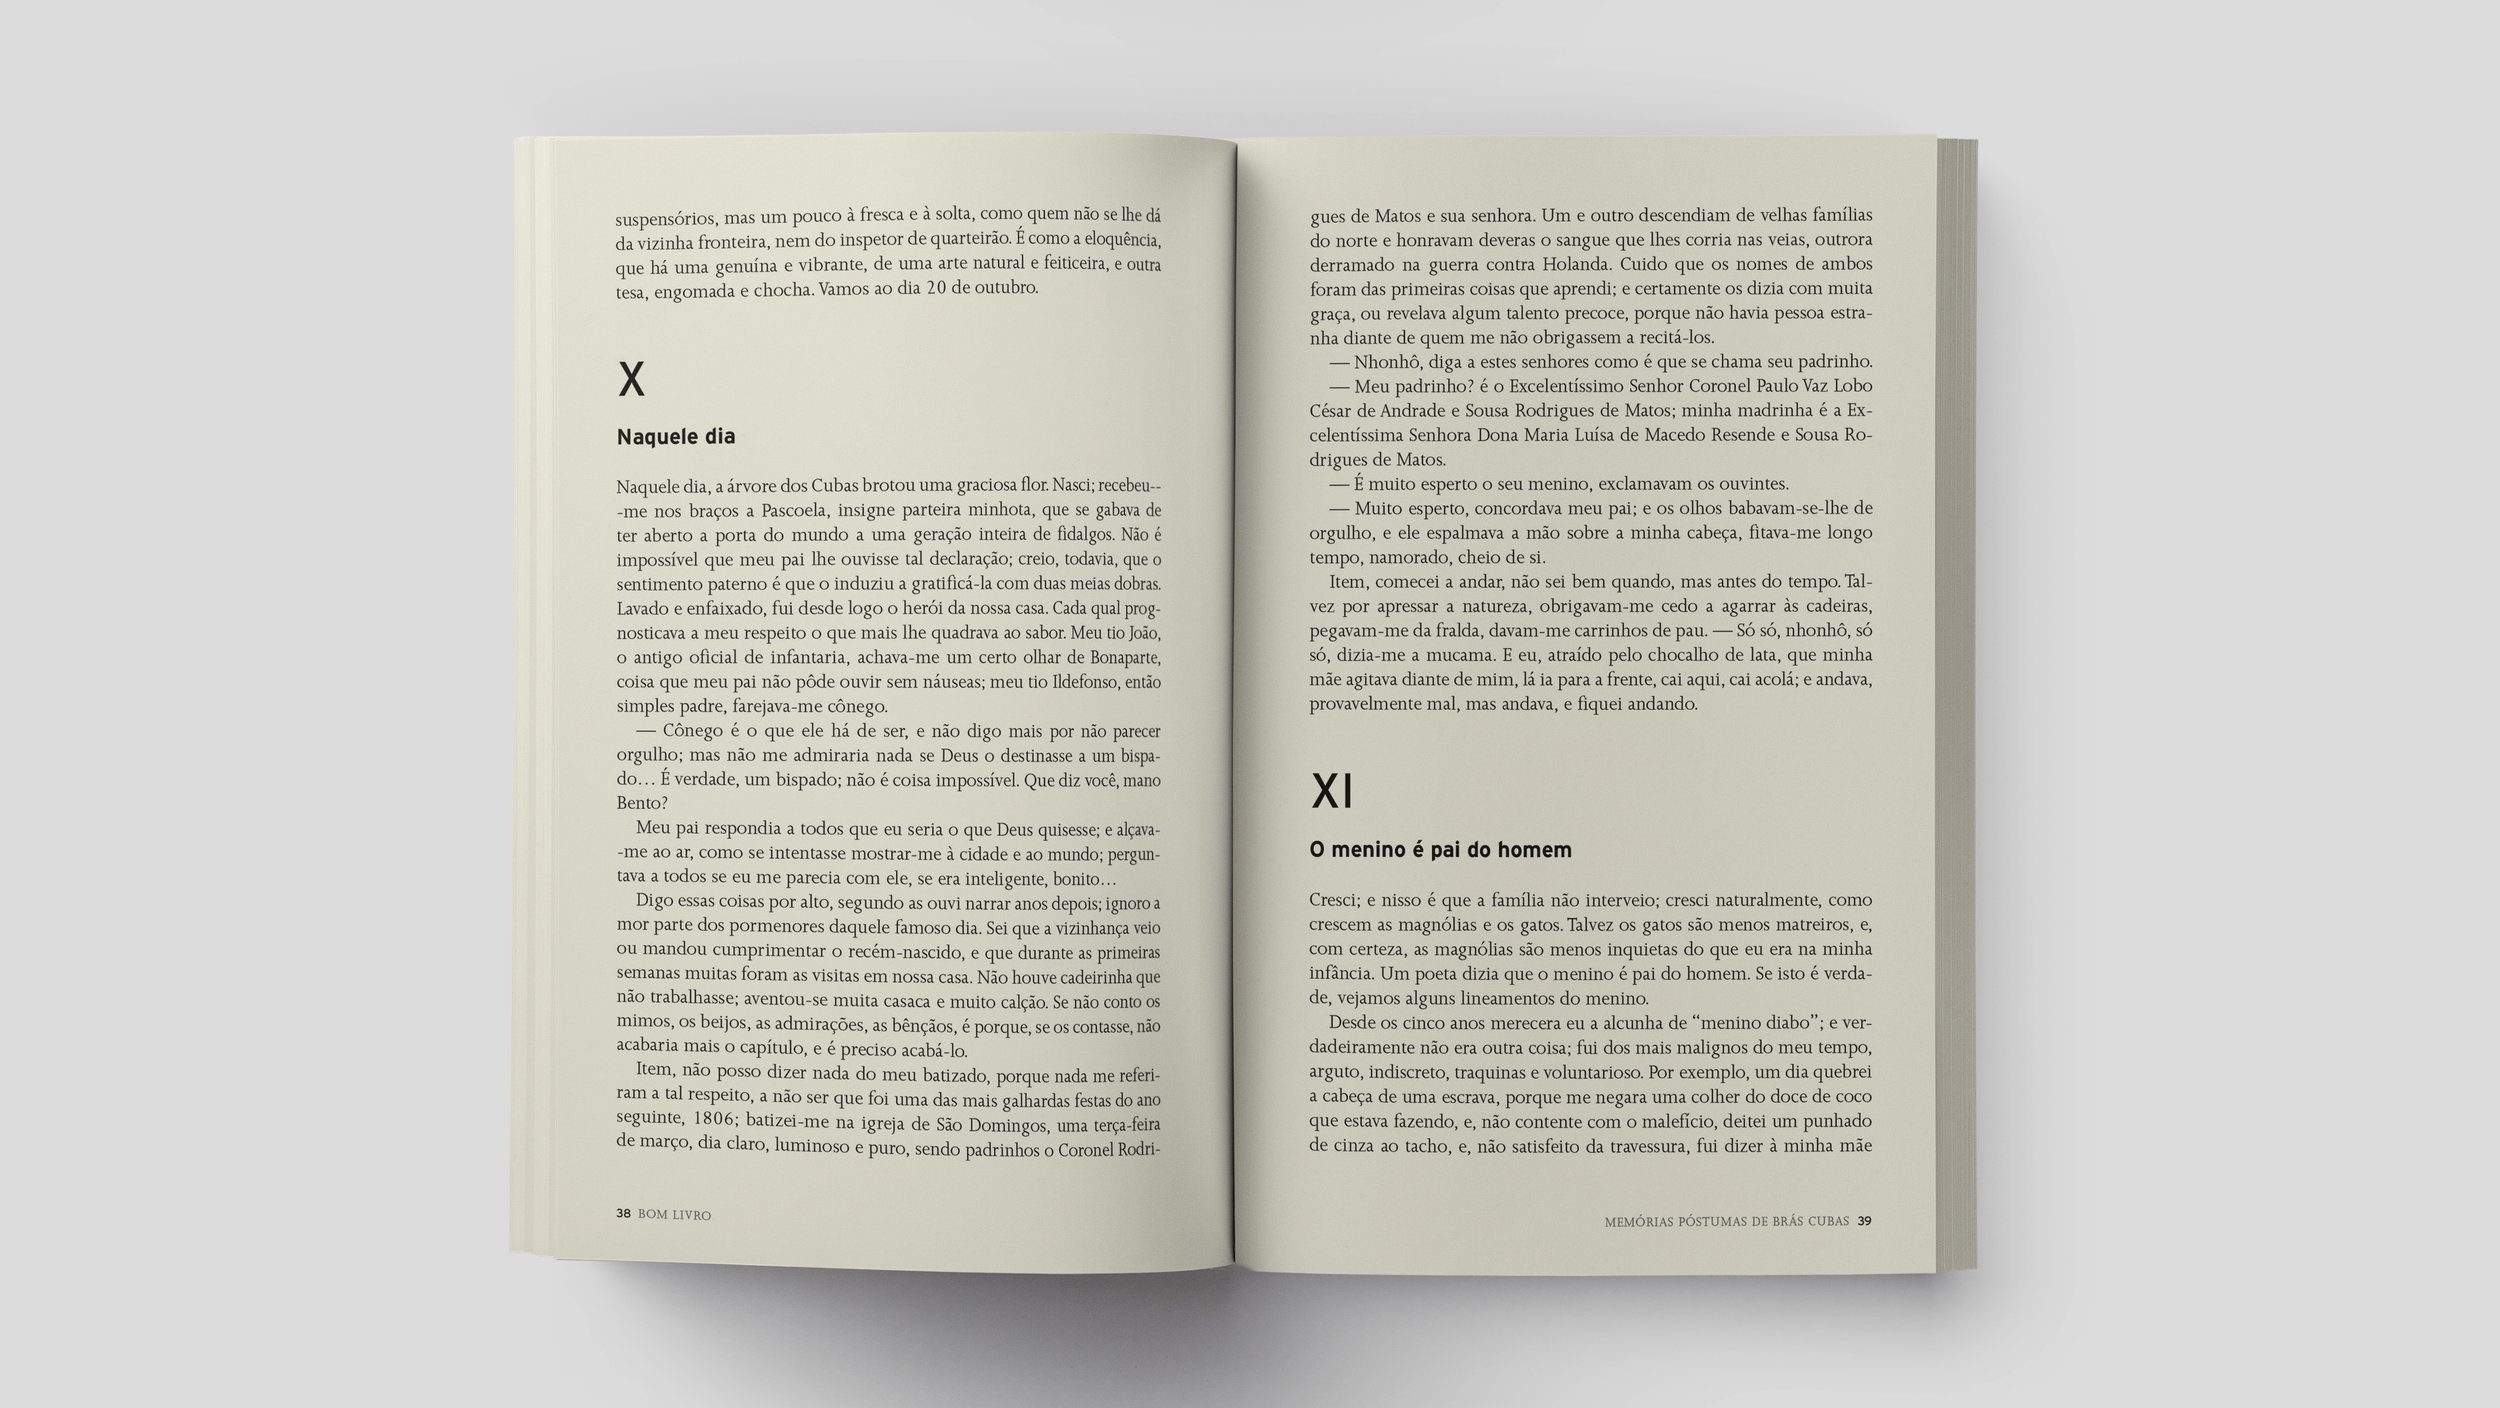 suspensórios, mas um pouco à fresca e à solta, como quem não se lhe dá
da vizinha fronteira, nem do inspetor de quarteirão. É como a eloquência,
que há uma genuína e vibrante, de uma arte natural e feiticeira, e outra
tesa, engomada e chocha. Vamos ao dia 20 de outubro.
X
Naquele dia
Naquele dia, a árvore dos Cubas brotou uma graciosa flor. Nasci; recebeu--
-me nos braços a Pascoela, insigne parteira minhota, que se gabava de
ter aberto a porta do mundo a uma geração inteira de fidalgos. Não é
impossível que meu pai lhe ouvisse tal declaração; creio, todavia, que o
sentimento paterno é que o induziu a gratificá-la com duas meias dobras.
Lavado e enfaixado, fui desde logo o herói da nossa casa. Cada qual prog-
nosticava a meu respeito o que mais lhe quadrava ao sabor. Meu tio João,
o antigo oficial de infantaria, achava-me um certo olhar de Bonaparte,
coisa que meu pai não pôde ouvir sem náuseas; meu tio Ildefonso, então
simples padre, farejava-me cônego.
— Cônego é o que ele há de ser, e não digo mais por não parecer
orgulho; mas não me admiraria nada se Deus o destinasse a um bispa-
do… É verdade, um bispado; não é coisa impossível. Que diz você, mano
Bento?
Meu pai respondia a todos que eu seria o que Deus quisesse; e alçava-
-me ao ar, como se intentasse mostrar-me à cidade e ao mundo; pergun-
tava a todos se eu me parecia com ele, se era inteligente, bonito…
Digo essas coisas por alto, segundo as ouvi narrar anos depois; ignoro a
mor parte dos pormenores daquele famoso dia. Sei que a vizinhança veio
ou mandou cumprimentar o recém-nascido, e que durante as primeiras
semanas muitas foram as visitas em nossa casa. Não houve cadeirinha que
não trabalhasse; aventou-se muita casaca e muito calção. Se não conto os
mimos, os beijos, as admirações, as bênçãos, é porque, se os contasse, não
acabaria mais o capítulo, e é preciso acabá-lo.
Item, não posso dizer nada do meu batizado, porque nada me referi-
ram a tal respeito, a não ser que foi uma das mais galhardas festas do ano
seguinte, 1806; batizei-me na igreja de São Domingos, uma terça-feira
de março, dia claro, luminoso e puro, sendo padrinhos o Coronel Rodri-
38 BOM LIVRO
gues de Matos e sua senhora. Um e outro descendiam de velhas famílias
do norte e honravam deveras o sangue que lhes corria nas veias, outrora
derramado na guerra contra Holanda. Cuido que os nomes de ambos
foram das primeiras coisas que aprendi; e certamente os dizia com muita
graça, ou revelava algum talento precoce, porque não havia pessoa estra-
nha diante de quem me não obrigassem a recitá-los.
— Nhonhô, diga a estes senhores como é que se chama seu padrinho.
— Meu padrinho? é o Excelentíssimo Senhor Coronel Paulo Vaz Lobo
César de Andrade e Sousa Rodrigues de Matos; minha madrinha é a Ex-
celentíssima Senhora Dona Maria Luísa de Macedo Resende e Sousa Ro-
drigues de Matos.
— É muito esperto o seu menino, exclamavam os ouvintes.
— Muito esperto, concordava meu pai; e os olhos babavam-se-lhe de
orgulho, e ele espalmava a mão sobre a minha cabeça, fitava-me longo
tempo, namorado, cheio de si.
Item, comecei a andar, não sei bem quando, mas antes do tempo. Tal-
vez por apressar a natureza, obrigavam-me cedo a agarrar às cadeiras,
pegavam-me da fralda, davam-me carrinhos de pau. — Só só, nhonhô, só
só, dizia-me a mucama. E eu, atraído pelo chocalho de lata, que minha
mãe agitava diante de mim, lá ia para a frente, cai aqui, cai acolá; e andava,
provavelmente mal, mas andava, e fiquei andando.
XI
O menino é pai do homem
Cresci; e nisso é que a família não interveio; cresci naturalmente, como
crescem as magnólias e os gatos. Talvez os gatos são menos matreiros, e,
com certeza, as magnólias são menos inquietas do que eu era na minha
infância. Um poeta dizia que o menino é pai do homem. Se isto é verda-
de, vejamos alguns lineamentos do menino.
Desde os cinco anos merecera eu a alcunha de “menino diabo”; e ver-
dadeiramente não era outra coisa; fui dos mais malignos do meu tempo,
arguto, indiscreto, traquinas e voluntarioso. Por exemplo, um dia quebrei
a cabeça de uma escrava, porque me negara uma colher do doce de coco
que estava fazendo, e, não contente com o malefício, deitei um punhado
de cinza ao tacho, e, não satisfeito da travessura, fui dizer à minha mãe
MEMÓRIAS PÓSTUMAS DE BRÁS CUBAS 39